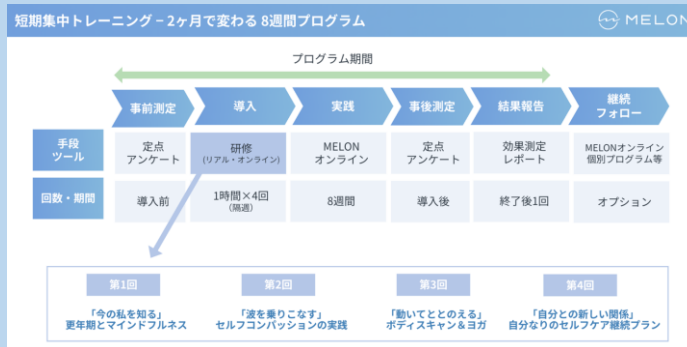 短期集中トレーニング – 2ヶ月で変わる 8週間プログラム
MELON
プログラム期間
事前測定
導入
実践
事後測定
結果報告
継続
フォロー
手段
ツール
定点
アンケート
研修
(リアル・オンライン)
MELON
オンライン
定点
アンケート
効果測定
レポート
MELONオンライン
個別プログラム等
回数・期間
導入前
1時間×4回
(隔週)
8週間
導入後
終了後1回
オプション
第1回
「今の私を知る」
更年期とマインドフルネス
第2回
「波を乗りこなす」
セルフコンパッションの実践
第3回
「動いてととのえる」
ボディスキャン＆ヨガ
第4回
「自分との新しい関係」
自分なりのセルフケア継続プラン